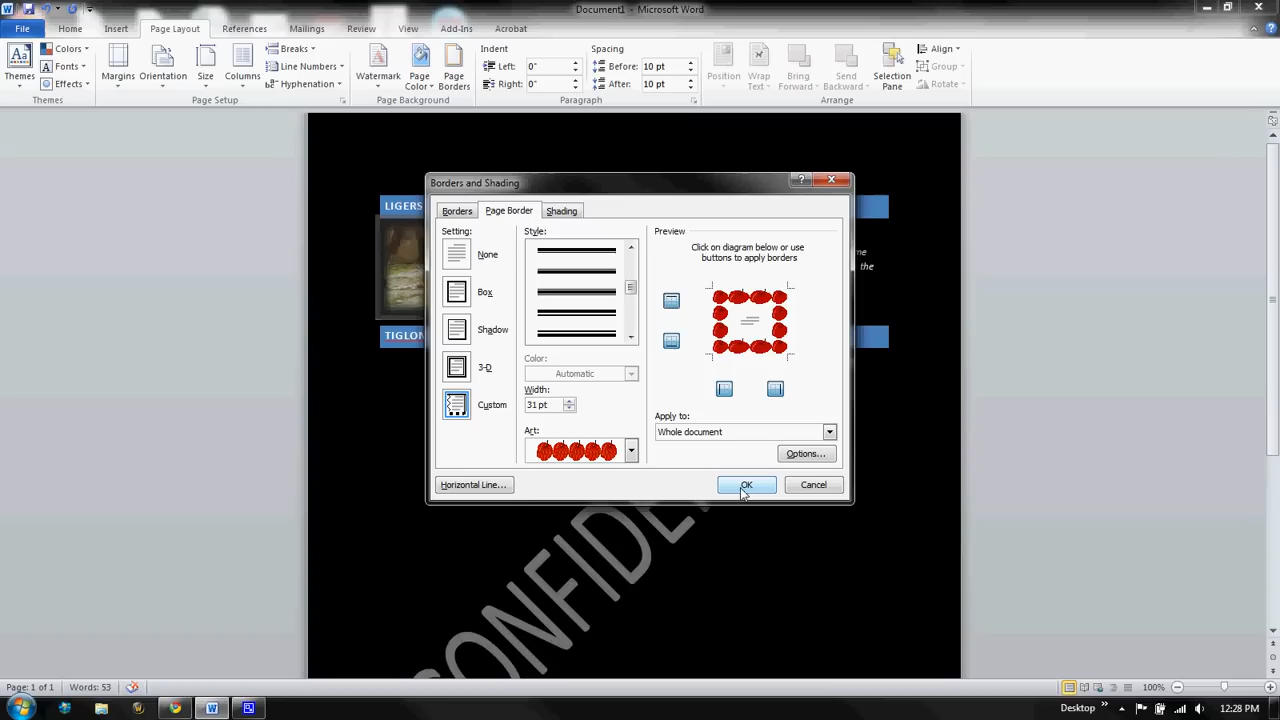 Document1 - Microsoft Word
File Home Insert Page Layout References Mailings Review View Add-Ins Acrobat
Themes
Colors
Fonts
Effects
Themes
Margins
Orientation
Size
Columns
Breaks
Line Numbers
Hyphenation
Page Setup
Watermark
Page Color
Page Borders
Page Background
Indent
Left: 0"
Right: 0"
Spacing
Before: 10 pt
After: 10 pt
Paragraph
Position
Wrap Text
Bring Forward
Send Backward
Selection Pane
Align
Group
Rotate
Arrange
LIGERS
me
the
TIGLON
CONFIDE
Borders and Shading
Borders Page Border Shading
Setting:
None
Box
Shadow
3-D
Custom
Style:
Color:
Automatic
Width:
31 pt
Art:
Preview
Click on diagram below or use
buttons to apply borders
Apply to:
Whole document
Options...
Horizontal Line...
OK
Cancel
Page: 1 of 1 Words: 53
100%
Desktop
12:28 PM